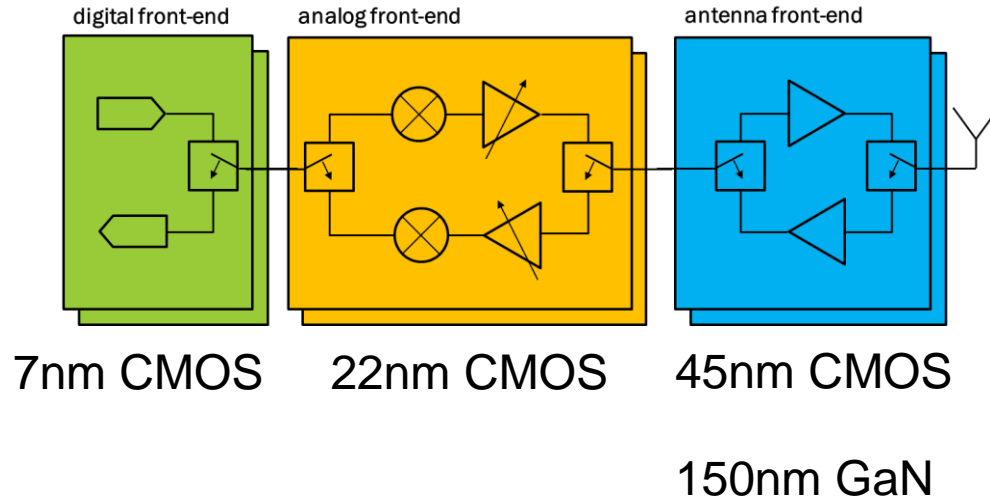 digital front-end
analog front-end
antenna front-end
7nm CMOS
22nm CMOS
45nm CMOS
150nm GaN